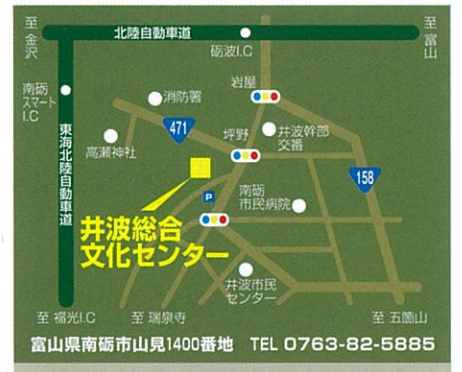 至金沢
北陸自動車道
至富山
砺波I.C
岩屋
南砺
スマート
I.C
消防署
471
坪野
井波幹部
交番
高瀬神社
158
東海北陸自動車道
P
南砺
市民病院
井波総合
文化センター
井波市民
センター
至 福光I.C
至 瑞泉寺
至 五箇山
富山県南砺市山見1400番地 TEL 0763-82-5885